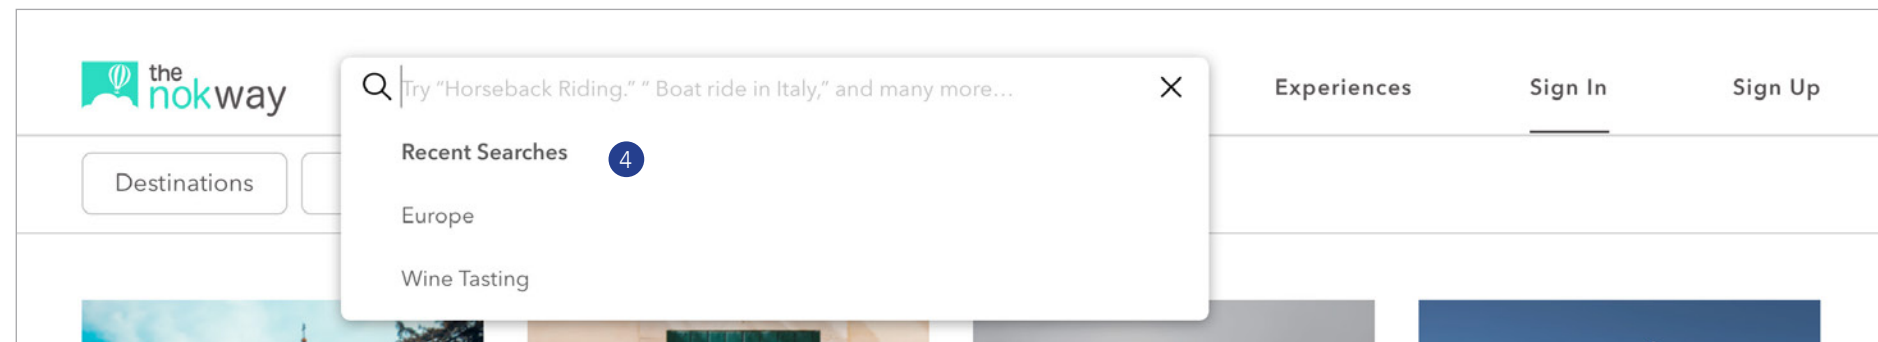 the
nokway
Try “Horseback Riding.” “ Boat ride in Italy,” and many more...
Experiences
Sign In
Sign Up
Recent Searches
4
Destinations
Europe
Wine Tasting